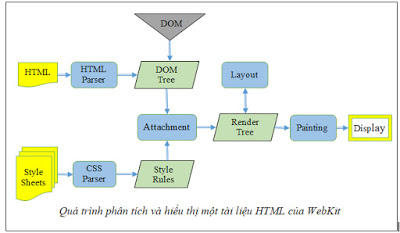 DOM
HTML
HTML
Parser
DOM
Tree
Layout
Attachment
Render
Tree
Painting
Display
Style
Sheets
CSS
Parser
Style
Rules
Quá trình phân tích và hiển thị một tài liệu HTML của WebKit